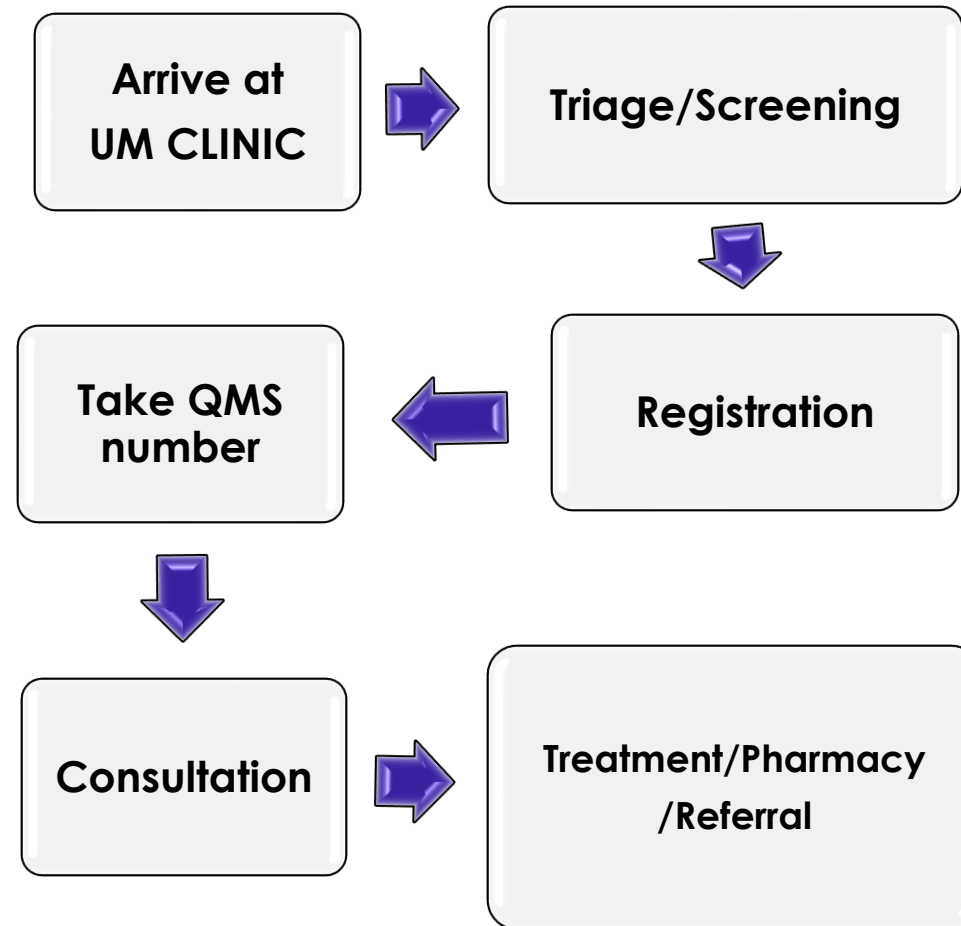 Arrive at
UM CLINIC
Triage/Screening
Registration
Take QMS
number
Consultation
Treatment/Pharmacy
/Referral